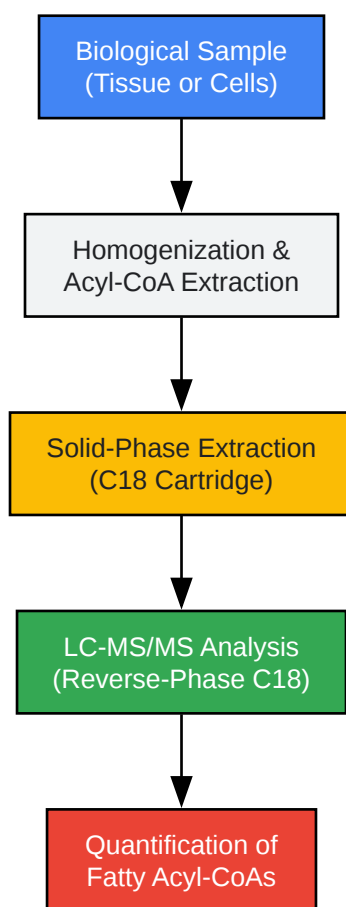 Biological Sample
(Tissue or Cells)
Homogenization &
Acyl-CoA Extraction
Solid-Phase Extraction
(C18 Cartridge)
LC-MS/MS Analysis
(Reverse-Phase C18)
Quantification of
Fatty Acyl-CoAs